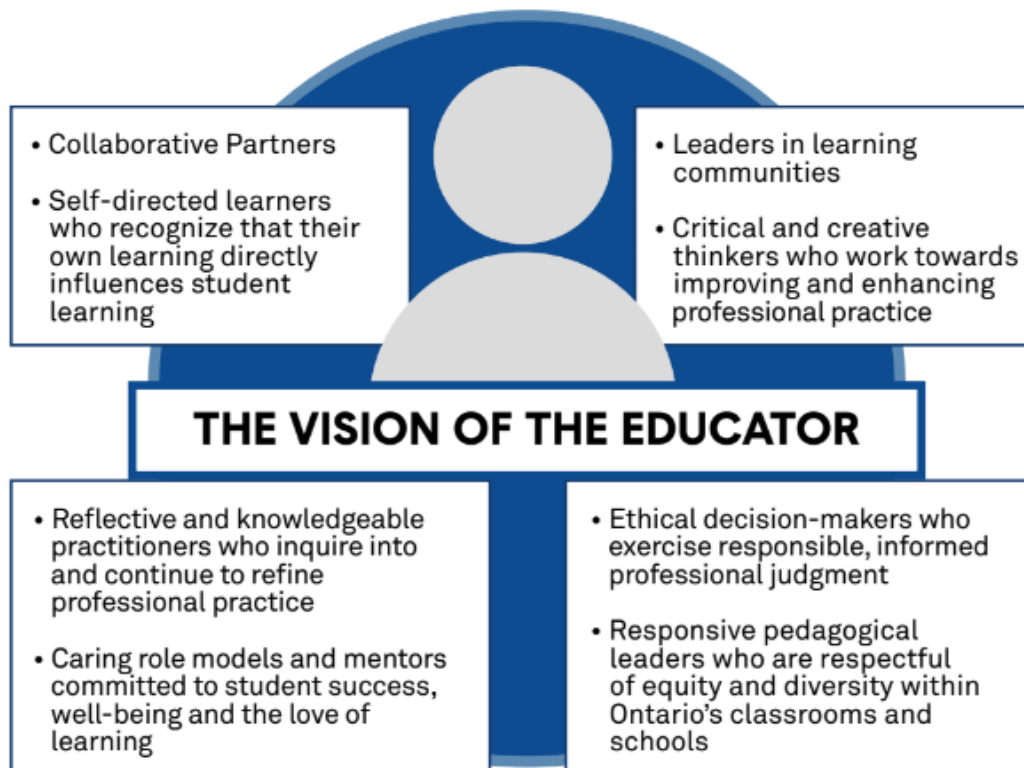 • Collaborative Partners
• Self-directed learners
who recognize that their
own learning directly
influences student
learning
• Leaders in learning
communities
• Critical and creative
thinkers who work towards
improving and enhancing
professional practice
THE VISION OF THE EDUCATOR
• Reflective and knowledgeable
practitioners who inquire into
and continue to refine
professional practice
• Caring role models and mentors
committed to student success,
well-being and the love of
learning
• Ethical decision-makers who
exercise responsible, informed
professional judgment
• Responsive pedagogical
leaders who are respectful
of equity and diversity within
Ontario's classrooms and
schools